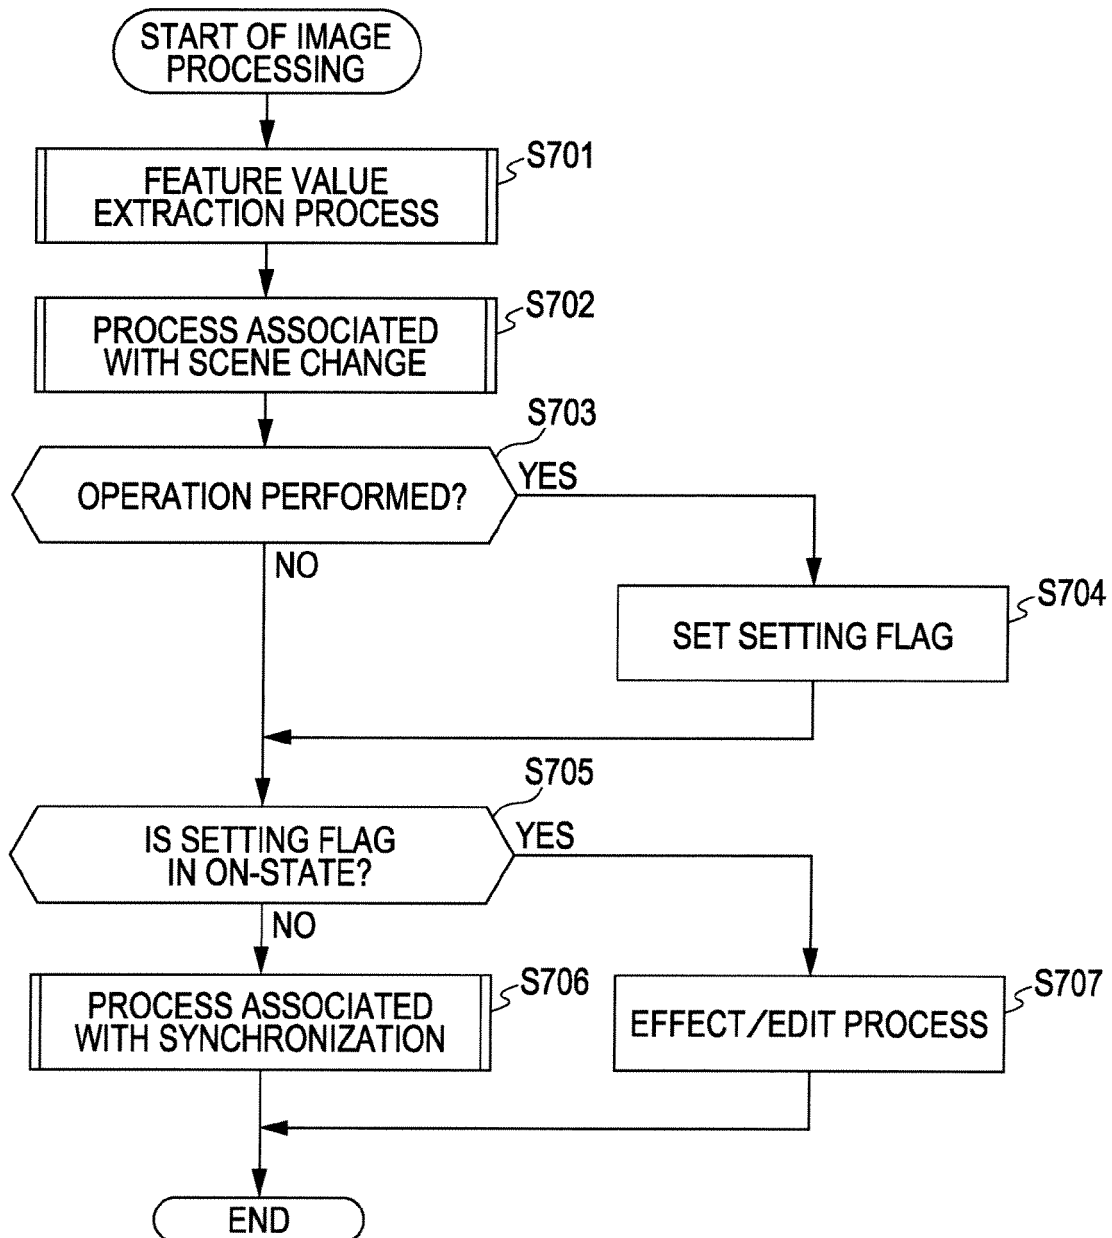 START OF IMAGE
PROCESSING
S701
FEATURE VALUE
EXTRACTION PROCESS
S702
PROCESS ASSOCIATED
WITH SCENE CHANGE
S703
OPERATION PERFORMED?
YES
NO
S704
SET SETTING FLAG
S705
IS SETTING FLAG
IN ON-STATE?
YES
NO
S706
PROCESS ASSOCIATED
WITH SYNCHRONIZATION
S707
EFFECT/EDIT PROCESS
END